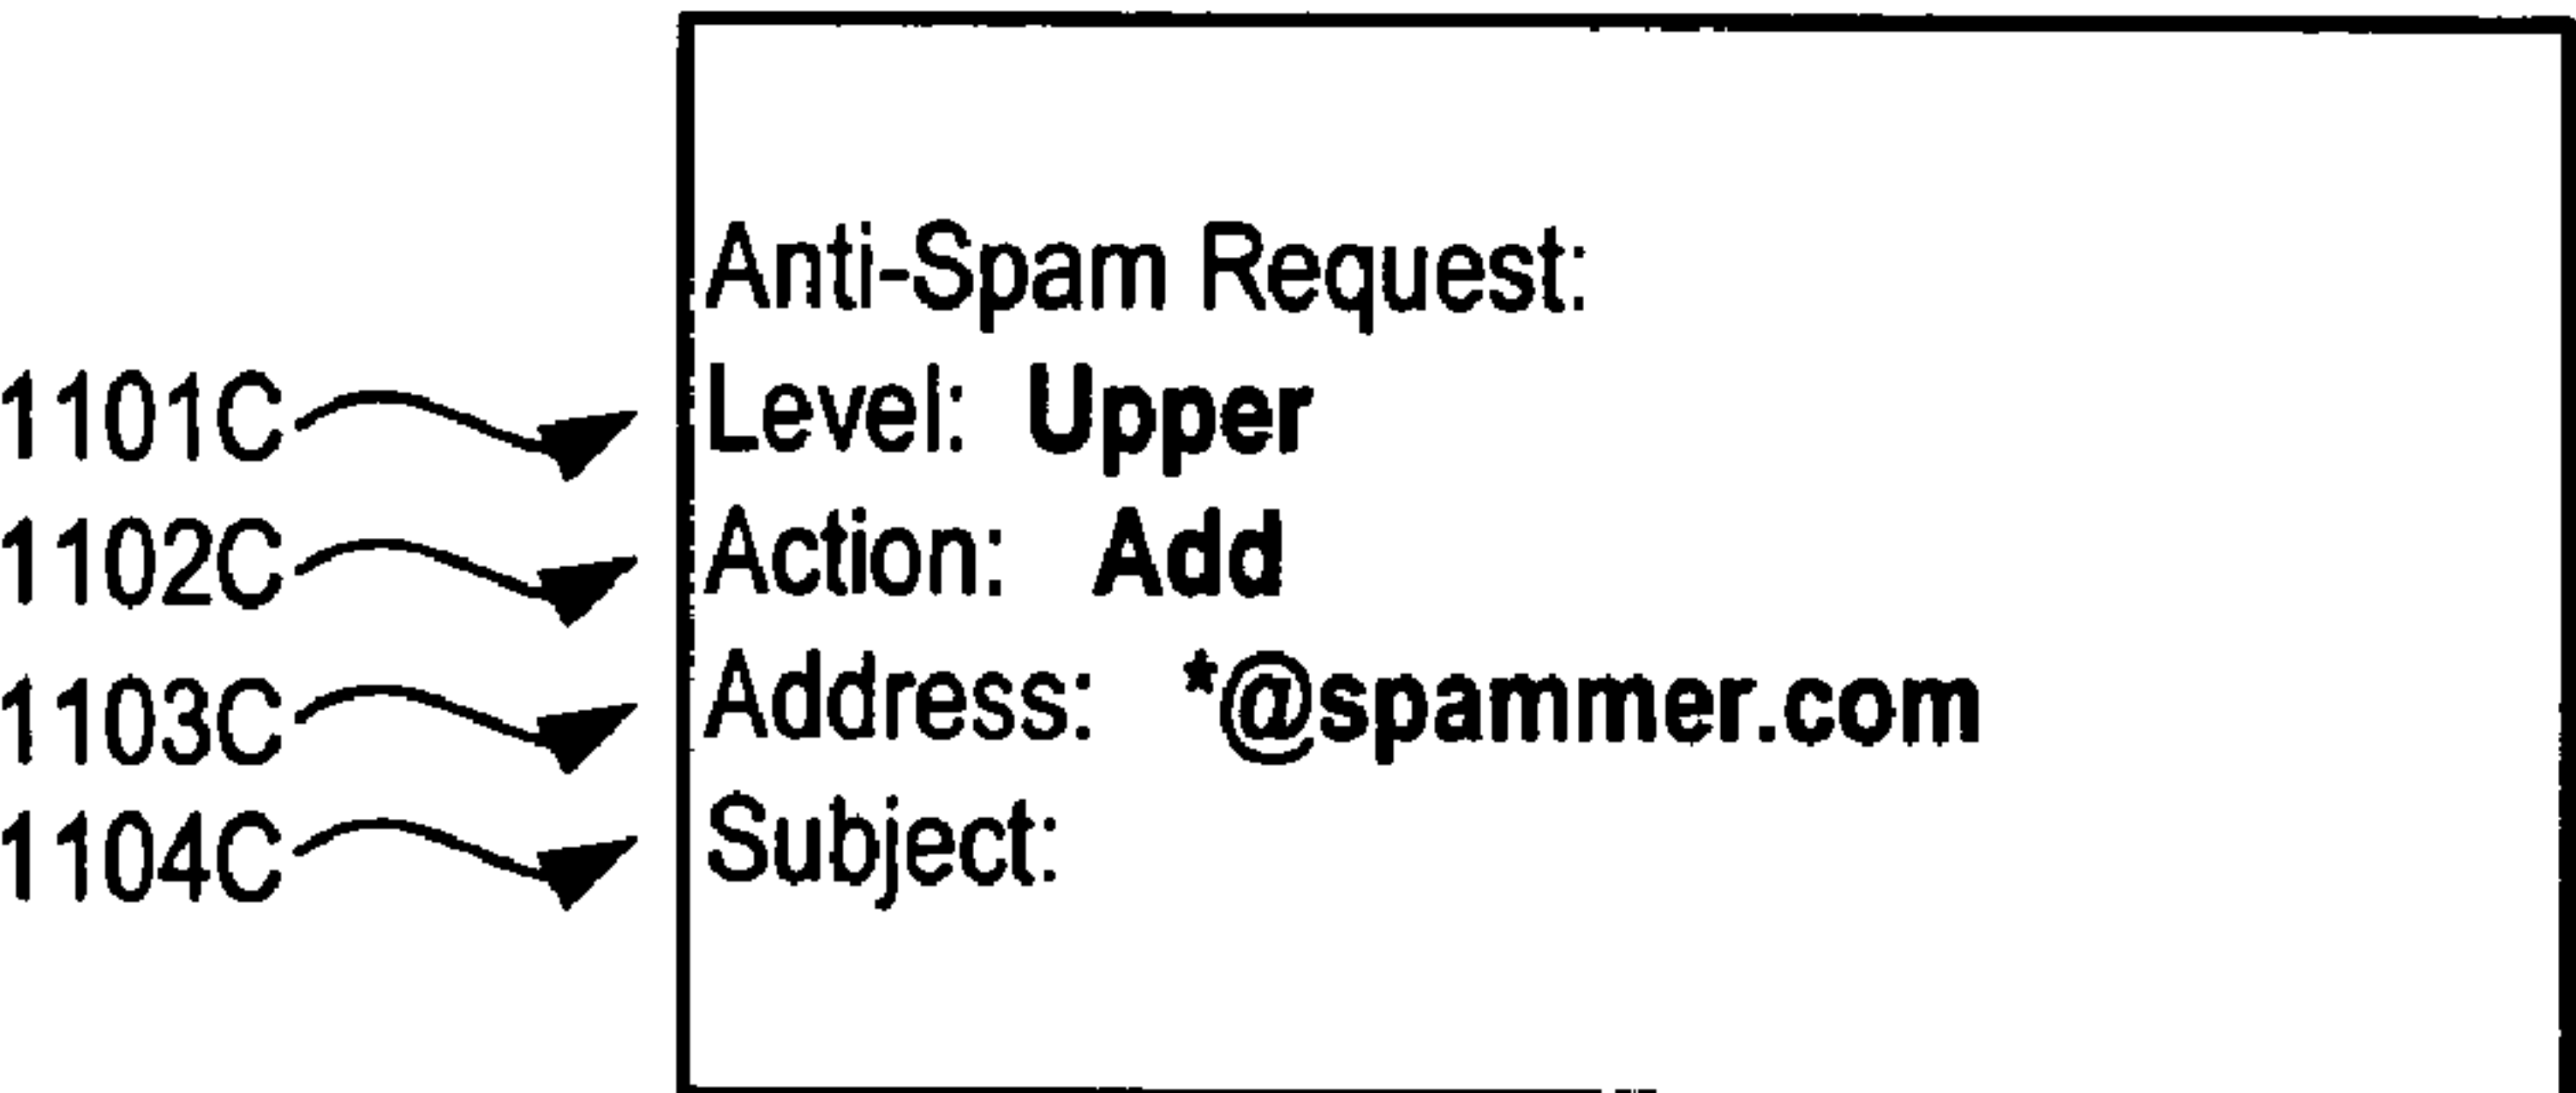 Anti-Spam Request:
1101C Level: Upper
1102C Action: Add
1103C Address: *@spammer.com
1104C Subject: